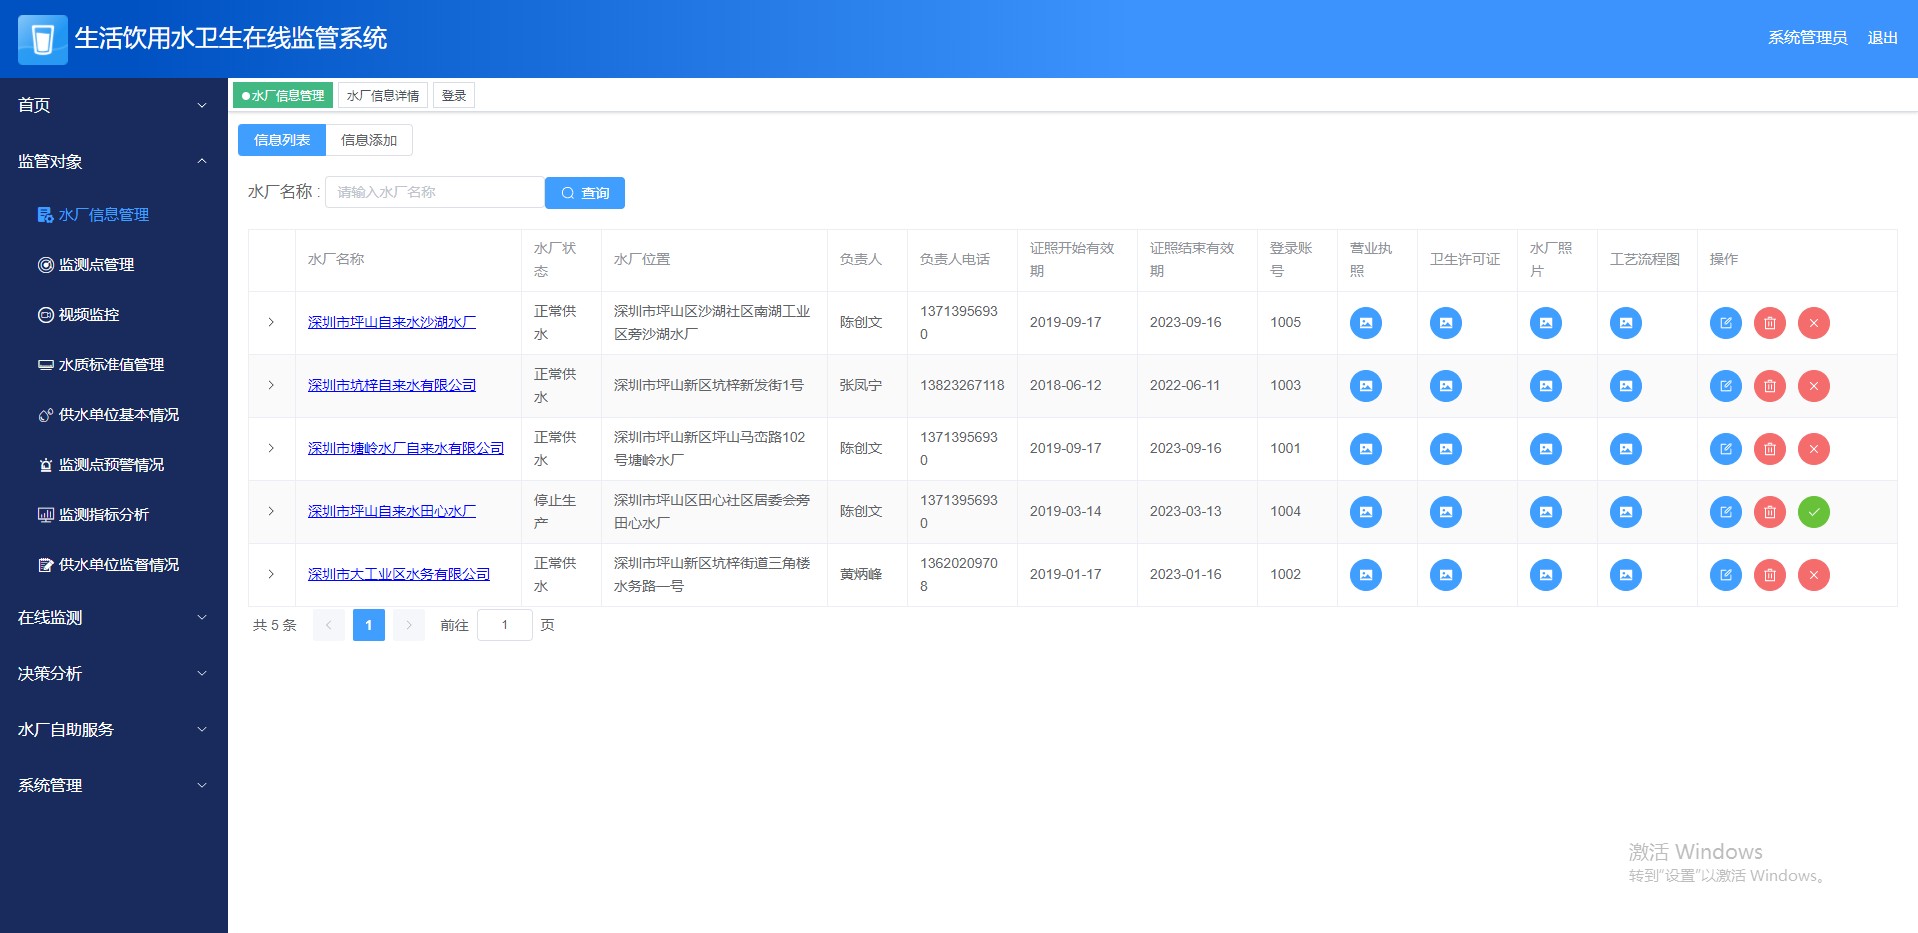 生活饮用水卫生在线监管系统
系统管理员 退出
首页
监管对象
水厂信息管理
监测点管理
视频监控
水质标准值管理
供水单位基本情况
监测点预警情况
监测指标分析
供水单位监督情况
在线监测
决策分析
水厂自助服务
系统管理
水厂信息管理 水厂信息详情 登录
信息列表 信息添加
水厂名称 : 请输入水厂名称 查询
水厂名称 水厂状态 水厂位置 负责人 负责人电话 证照开始有效期 证照结束有效期 登录账号 营业执照 卫生许可证 水厂照片 工艺流程图 操作
深圳市坪山自来水沙湖水厂 正常供水 深圳市坪山区沙湖社区南湖工业区旁沙湖水厂 陈创文 13713956930 2019-09-17 2023-09-16 1005
深圳市坑梓自来水有限公司 正常供水 深圳市坪山新区坑梓新发街1号 张凤宁 13823267118 2018-06-12 2022-06-11 1003
深圳市塘岭水厂自来水有限公司 正常供水 深圳市坪山新区坪山马峦路102号塘岭水厂 陈创文 13713956930 2019-09-17 2023-09-16 1001
深圳市坪山自来水田心水厂 停止生产 深圳市坪山区田心社区居委会旁田心水厂 陈创文 13713956930 2019-03-14 2023-03-13 1004
深圳市大工业区水务有限公司 正常供水 深圳市坪山新区坑梓街道三角楼水务路一号 黄炳峰 13620209708 2019-01-17 2023-01-16 1002
共 5 条 1 前往 1 页
激活 Windows
转到"设置"以激活 Windows。